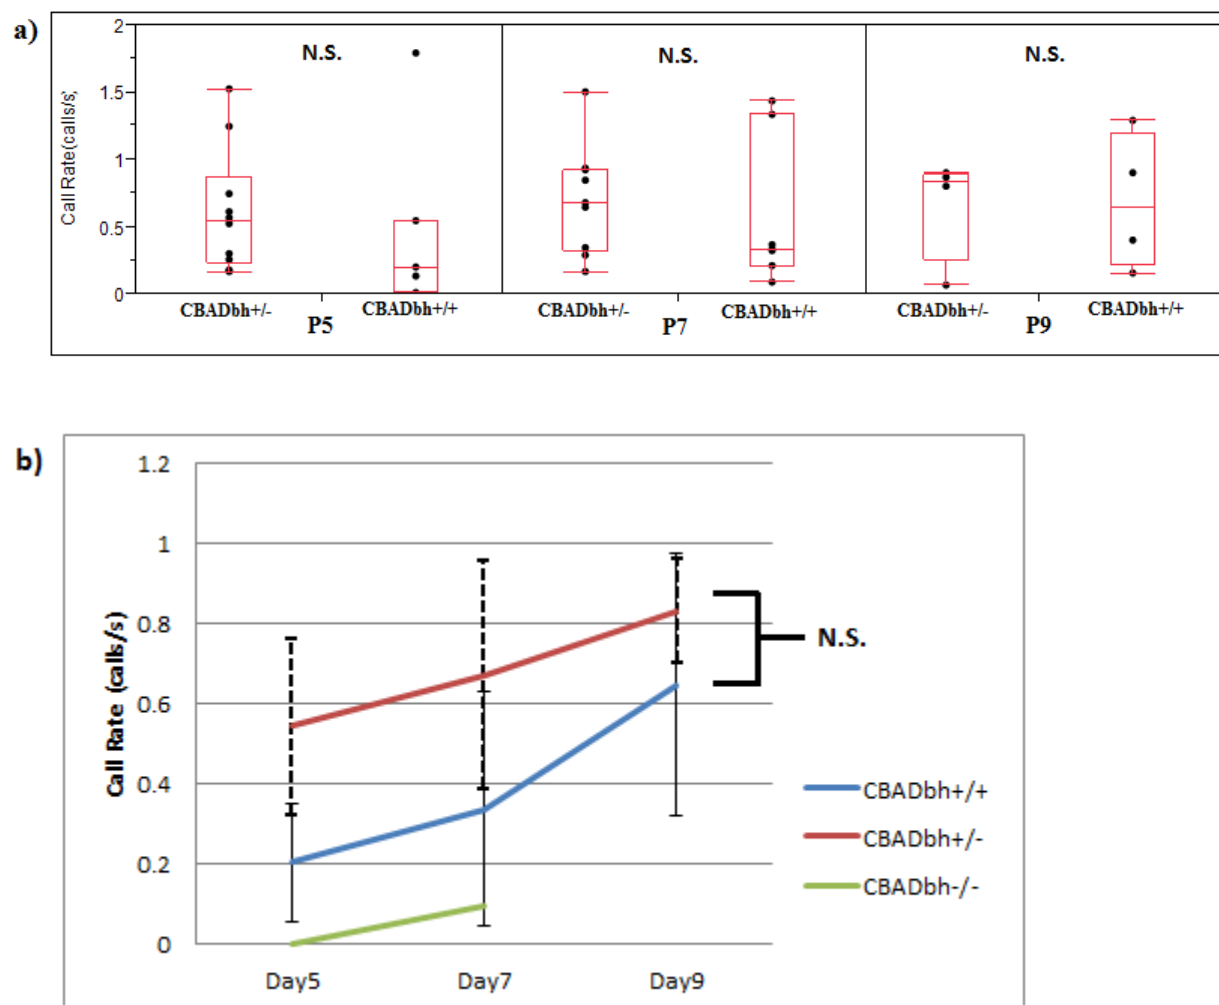 a)
Call Rate(calls/s)
2
1.5
1
0.5
0
N.S.
N.S.
N.S.
CBADbh+/-
CBADbh+/+
CBADbh+/-
CBADbh+/+
CBADbh+/-
CBADbh+/+
P5
P7
P9
b)
Call Rate (calls/s)
1.2
1
0.8
0.6
0.4
0.2
0
N.S.
CBADbh+/+
CBADbh+/-
CBADbh-/-
Day5
Day7
Day9